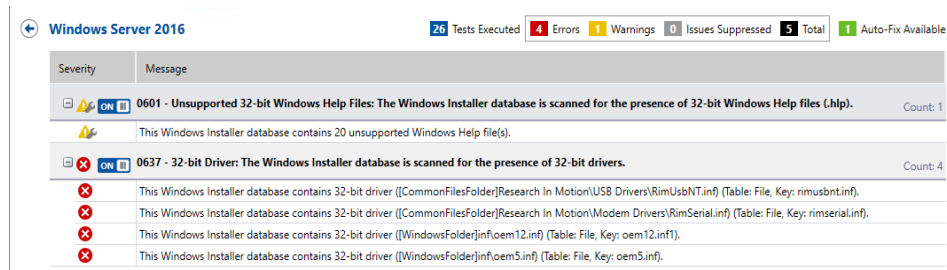 Windows Server 2016 26 Tests Executed 4 Errors 1 Warnings 0 Issues Suppressed 5 Total 1 Auto-Fix Available
Severity Message
ON 0601 - Unsupported 32-bit Windows Help Files: The Windows Installer database is scanned for the presence of 32-bit Windows Help files (.hlp). Count: 1
This Windows Installer database contains 20 unsupported Windows Help file(s).
ON 0637 - 32-bit Driver: The Windows Installer database is scanned for the presence of 32-bit drivers. Count: 4
This Windows Installer database contains 32-bit driver ([CommonFilesFolder]Research In Motion\USB Drivers\RimUsbNT.inf) (Table: File, Key: rimusbnt.inf).
This Windows Installer database contains 32-bit driver ([CommonFilesFolder]Research In Motion\Modem Drivers\RimSerial.inf) (Table: File, Key: rimserial.inf).
This Windows Installer database contains 32-bit driver ([WindowsFolder]inf\oem12.inf) (Table: File, Key: oem12.inf1).
This Windows Installer database contains 32-bit driver ([WindowsFolder]inf\oem5.inf) (Table: File, Key: oem5.inf).